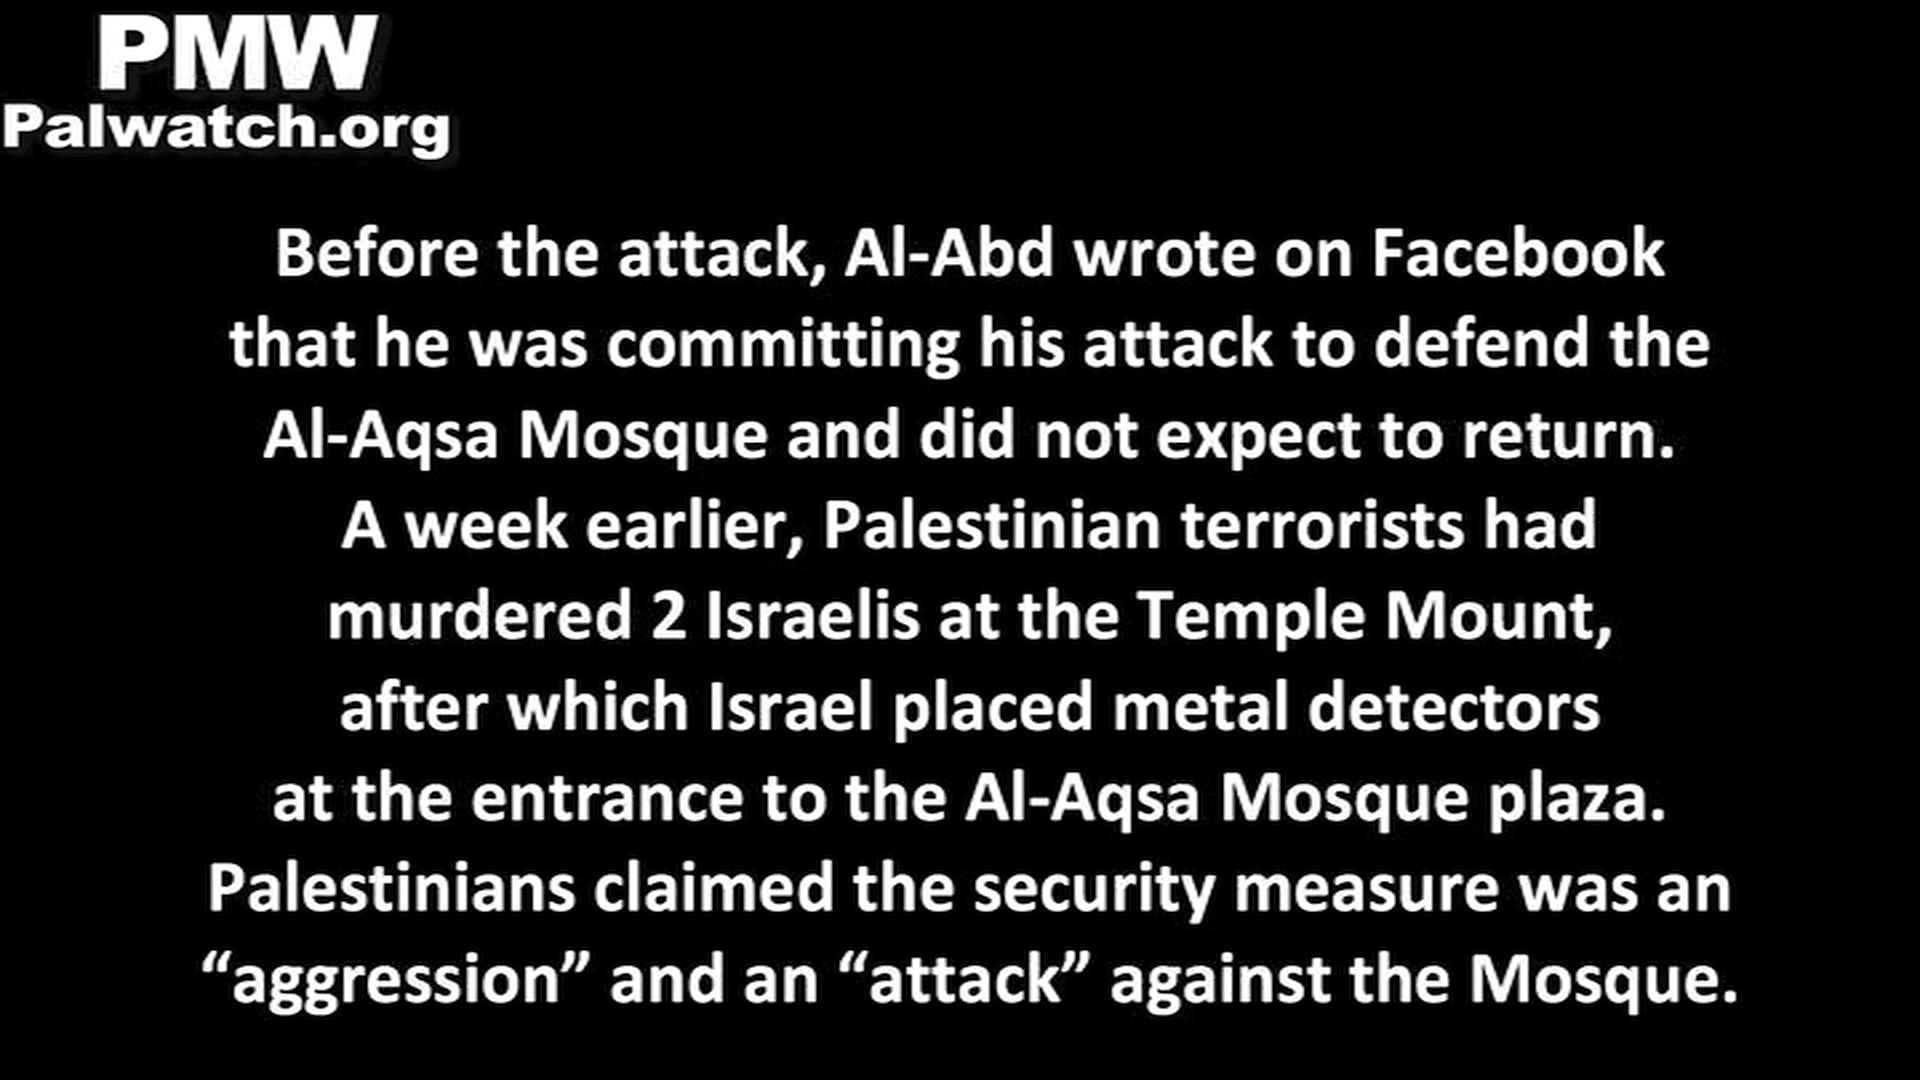 PMW
Palwatch.org
Before the attack, Al-Abd wrote on Facebook
that he was committing his attack to defend the
Al-Aqsa Mosque and did not expect to return.
A week earlier, Palestinian terrorists had
murdered 2 Israelis at the Temple Mount,
after which Israel placed metal detectors
at the entrance to the Al-Aqsa Mosque plaza.
Palestinians claimed the security measure was an
“aggression” and an “attack” against the Mosque.